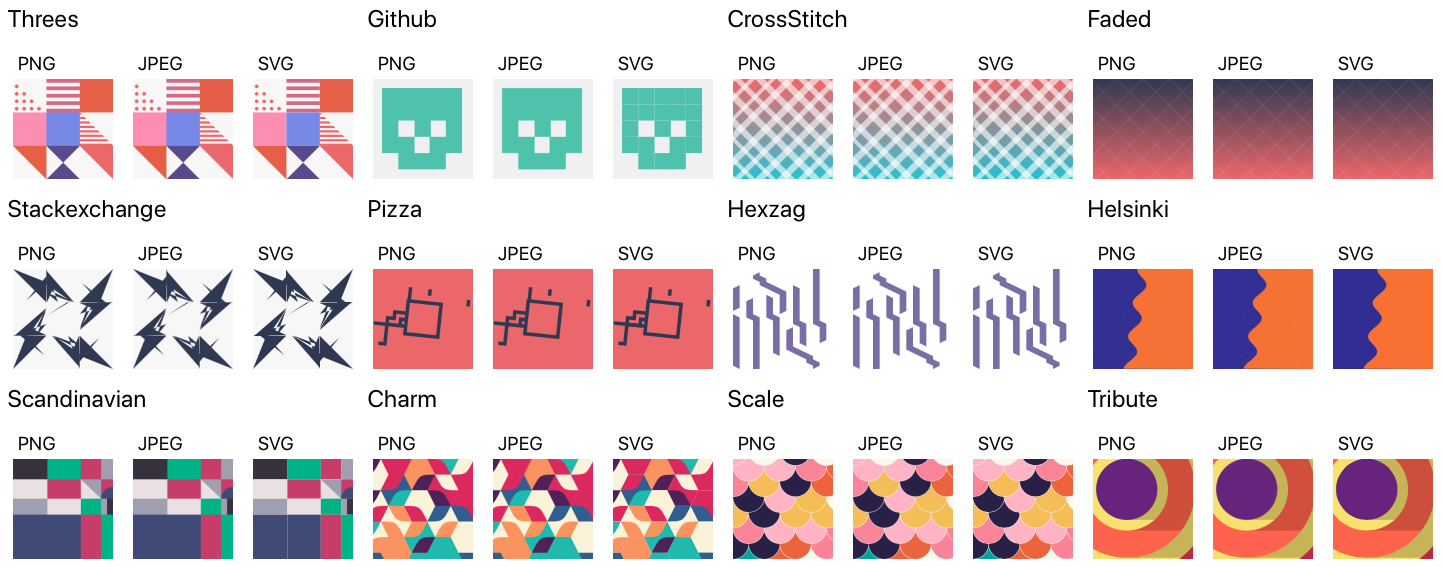 Threes Github CrossStitch Faded
PNG JPEG SVG PNG JPEG SVG PNG JPEG SVG PNG JPEG SVG
Stackexchange Pizza Hexzag Helsinki
PNG JPEG SVG PNG JPEG SVG PNG JPEG SVG PNG JPEG SVG
Scandinavian Charm Scale Tribute
PNG JPEG SVG PNG JPEG SVG PNG JPEG SVG PNG JPEG SVG